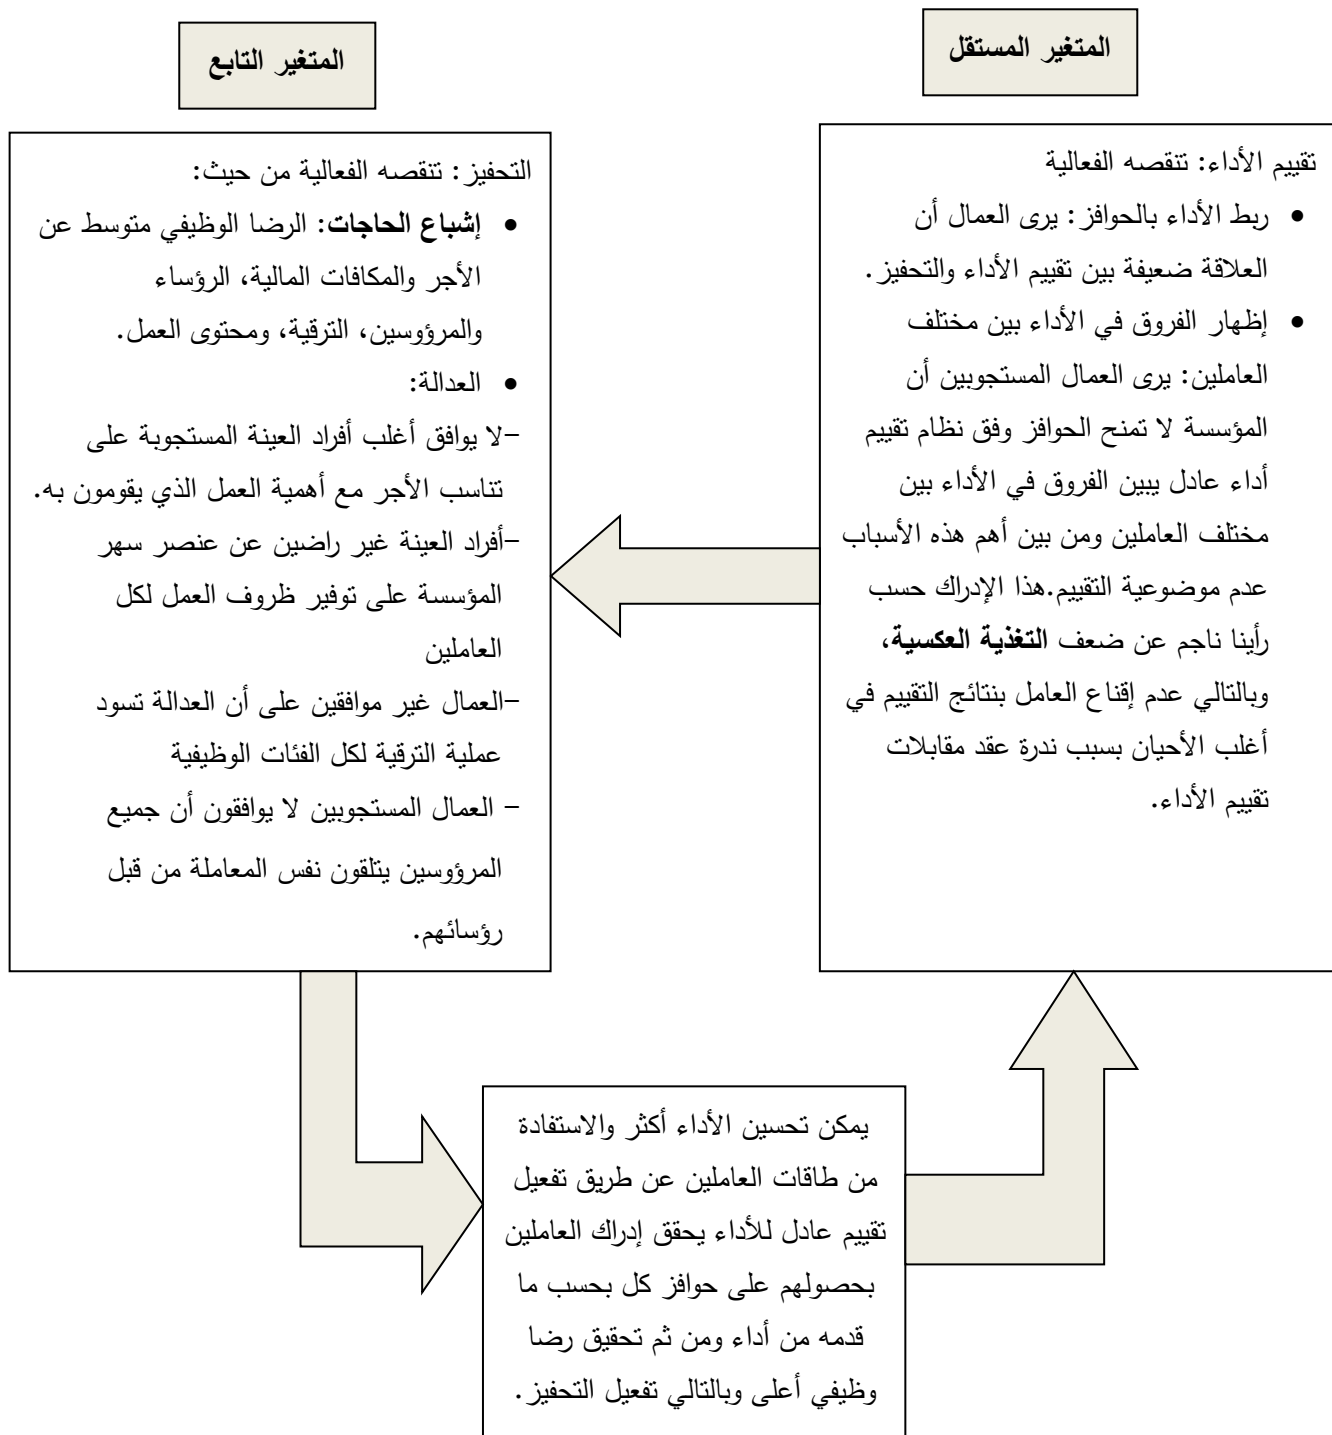 المتغير المستقل
المتغير التابع
تقييم الأداء: تنقصه الفعالية
• ربط الأداء بالحوافز: يرى العمال أن
العلاقة ضعيفة بين تقييم الأداء والتحفيز.
• إظهار الفروق في الأداء بين مختلف
العاملين: يرى العمال المستجوبين أن
المؤسسة لا تمنح الحوافز وفق نظام تقييم
أداء عادل يبين الفروق في الأداء بين
مختلف العاملين ومن بين أهم هذه الأسباب
عدم موضوعية التقييم.هذا الإدراك حسب
رأينا ناجم عن ضعف التغذية العكسية،
وبالتالي عدم إقناع العامل بنتائج التقييم في
أغلب الأحيان بسبب ندرة عقد مقابلات
تقييم الأداء.
التحفيز: تنقصه الفعالية من حيث:
• إشباع الحاجات: الرضا الوظيفي متوسط عن
الأجر والمكافات المالية، الرؤساء
والمرؤوسين، الترقية، ومحتوى العمل.
• العدالة:
-لا يوافق أغلب أفراد العينة المستجوبة على
تناسب الأجر مع أهمية العمل الذي يقومون به.
-أفراد العينة غير راضين عن عنصر سهر
المؤسسة على توفير ظروف العمل لكل
العاملين
-العمال غير موافقين على أن العدالة تسود
عملية الترقية لكل الفئات الوظيفية
- العمال المستجوبين لا يوافقون أن جميع
المرؤوسين يتلقون نفس المعاملة من قبل
رؤسائهم.
يمكن تحسين الأداء أكثر والاستفادة
من طاقات العاملين عن طريق تفعيل
تقييم عادل للأداء يحقق إدراك العاملين
بحصولهم على حوافز كل بحسب ما
قدمه من أداء ومن ثم تحقيق رضا
وظيفي أعلى وبالتالي تفعيل التحفيز.